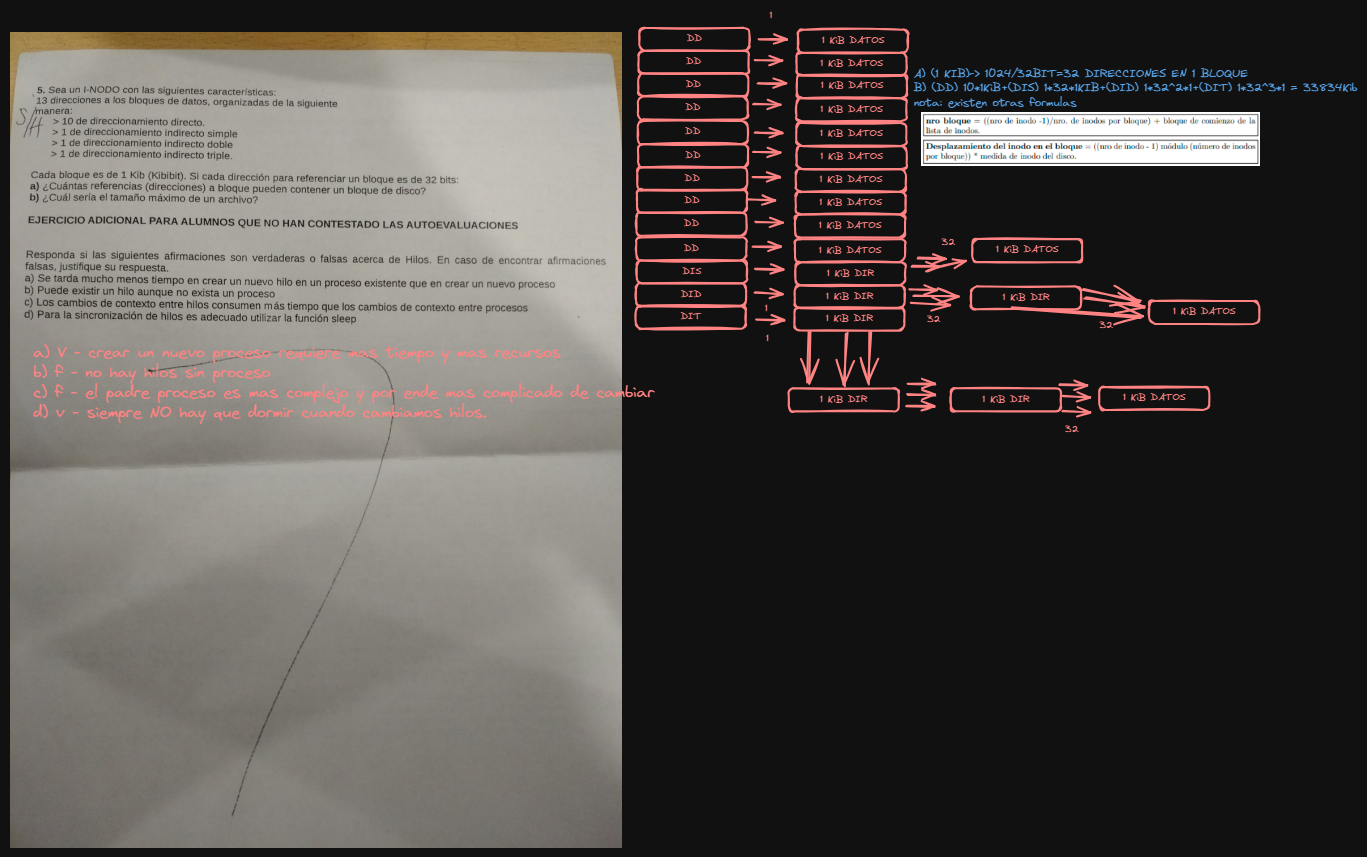 5. Sea un I-NODO con las siguientes características:
13 direcciones a los bloques de datos, organizadas de la siguiente
manera:
S/H
> 10 de direccionamiento directo.
> 1 de direccionamiento indirecto simple
> 1 de direccionamiento indirecto doble
> 1 de direccionamiento indirecto triple.
Cada bloque es de 1 Kib (Kibibit). Si cada dirección para referenciar un bloque es de 32 bits:
a) ¿Cuántas referencias (direcciones) a bloque pueden contener un bloque de disco?
b) ¿Cuál sería el tamaño máximo de un archivo?
EJERCICIO ADICIONAL PARA ALUMNOS QUE NO HAN CONTESTADO LAS AUTOEVALUACIONES
Responda si las siguientes afirmaciones son verdaderas o falsas acerca de Hilos. En caso de encontrar afirmaciones
falsas, justifique su respuesta.
a) Se tarda mucho menos tiempo en crear un nuevo hilo en un proceso existente que en crear un nuevo proceso
b) Puede existir un hilo aunque no exista un proceso
c) Los cambios de contexto entre hilos consumen más tiempo que los cambios de contexto entre procesos
d) Para la sincronización de hilos es adecuado utilizar la función sleep
a) V - crear un nuevo proceso requiere mas tiempo y mas recursos
b) f - no hay hilos sin proceso
c) f - el padre proceso es mas complejo y por ende mas complicado de cambiar
d) v - siempre NO hay que dormir cuando cambiamos hilos.
1
DD 1 KiB DATOS
DD 1 KiB DATOS
DD 1 KiB DATOS
DD 1 KiB DATOS
DD 1 KiB DATOS
DD 1 KiB DATOS
DD 1 KiB DATOS
DD 1 KiB DATOS
DD 1 KiB DATOS
DD 1 KiB DATOS
32
1 KiB DATOS
DIS 1 KiB DIR
DID 1 KiB DIR
1 KiB DIR
1
32
32
1 KiB DATOS
DIT 1 KiB DIR
1
1 KiB DIR
1 KiB DIR
1 KiB DATOS
32
A) (1 KIB)-> 1024/32BIT=32 DIRECCIONES EN 1 BLOQUE
B) (DD) 10*1KiB+(DIS) 1*32*1KIB+(DID) 1*32^2*1+(DIT) 1*32^3*1 = 33834Kib
nota: existen otras formulas
nro bloque = ((nro de inodo -1)/nro. de inodos por bloque) + bloque de comienzo de la
lista de inodos.
Desplazamiento del inodo en el bloque = ((nro de inodo - 1) módulo (número de inodos
por bloque)) * medida de inodo del disco.